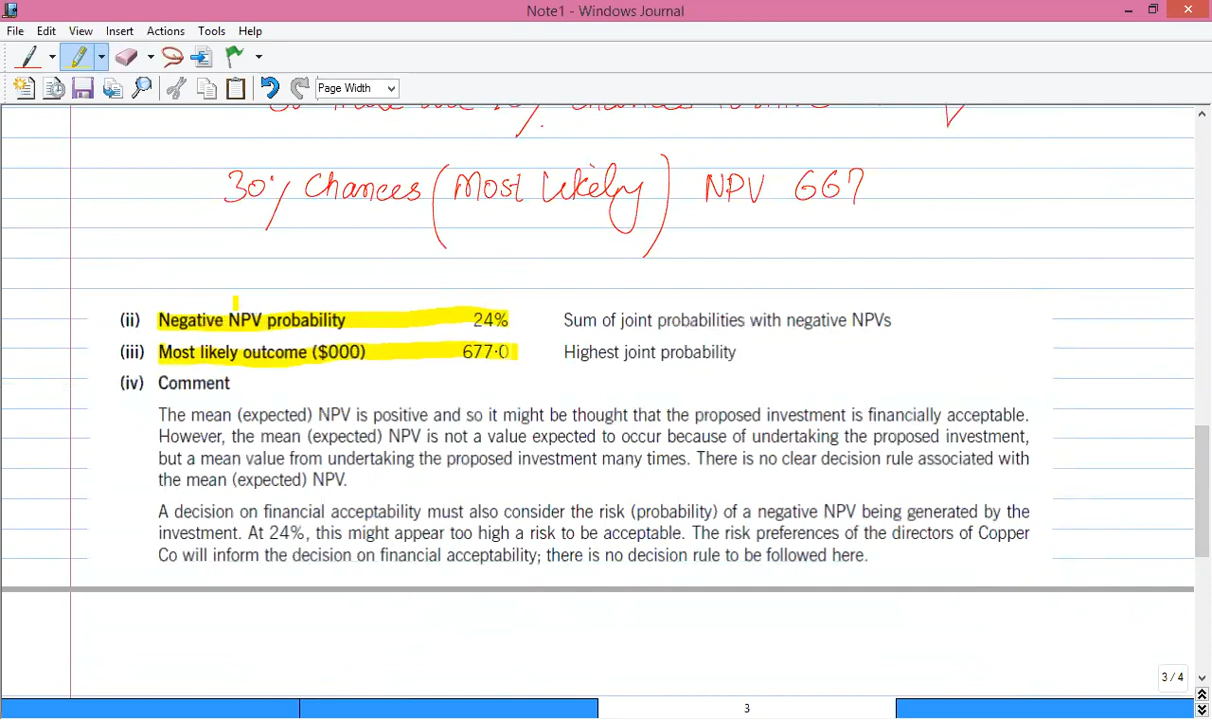 Note1 - Windows Journal
File Edit View Insert Actions Tools Help
Page Width
30% Chances (Most Likely) NPV 667
(ii) Negative NPV probability 24% Sum of joint probabilities with negative NPVs
(iii) Most likely outcome ($000) 677·0 Highest joint probability
(iv) Comment
The mean (expected) NPV is positive and so it might be thought that the proposed investment is financially acceptable.
However, the mean (expected) NPV is not a value expected to occur because of undertaking the proposed investment,
but a mean value from undertaking the proposed investment many times. There is no clear decision rule associated with
the mean (expected) NPV.
A decision on financial acceptability must also consider the risk (probability) of a negative NPV being generated by the
investment. At 24%, this might appear too high a risk to be acceptable. The risk preferences of the directors of Copper
Co will inform the decision on financial acceptability; there is no decision rule to be followed here.
3 / 4
3